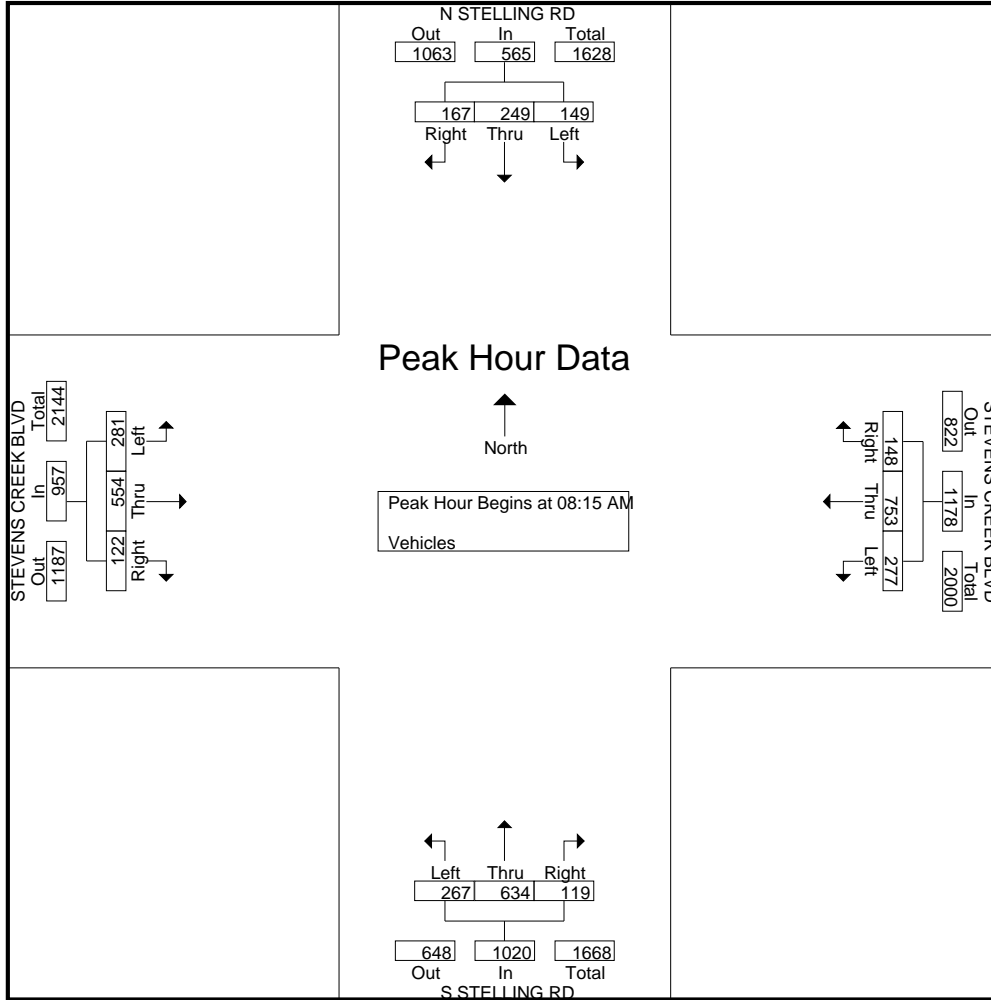 N STELLING RD
Out In Total
1063 565 1628
167 249 149
Right Thru Left
Peak Hour Data
North
Peak Hour Begins at 08:15 AM
Vehicles
STEVENS CREEK BLVD
Out In Total
1187 957 2144
122 554 281
Right Thru Left
STEVENS CREEK BLVD
Out In Total
822 1178 2000
148 753 277
Right Thru Left
Left Thru Right
267 634 119
648 1020 1668
Out In Total
S STELLING RD